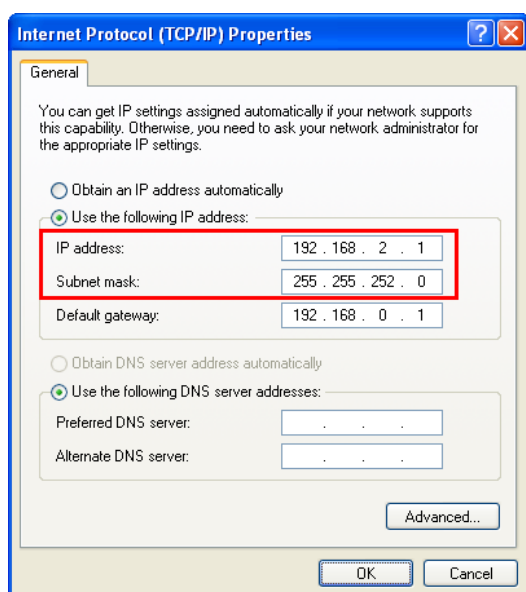 Internet Protocol (TCP/IP) Properties
General
You can get IP settings assigned automatically if your network supports
this capability. Otherwise, you need to ask your network administrator for
the appropriate IP settings.
Obtain an IP address automatically
Use the following IP address:
IP address: 192 . 168 . 2 . 1
Subnet mask: 255 . 255 . 252 . 0
Default gateway: 192 . 168 . 0 . 1
Obtain DNS server address automatically
Use the following DNS server addresses:
Preferred DNS server: . . .
Alternate DNS server: . . .
Advanced...
OK Cancel